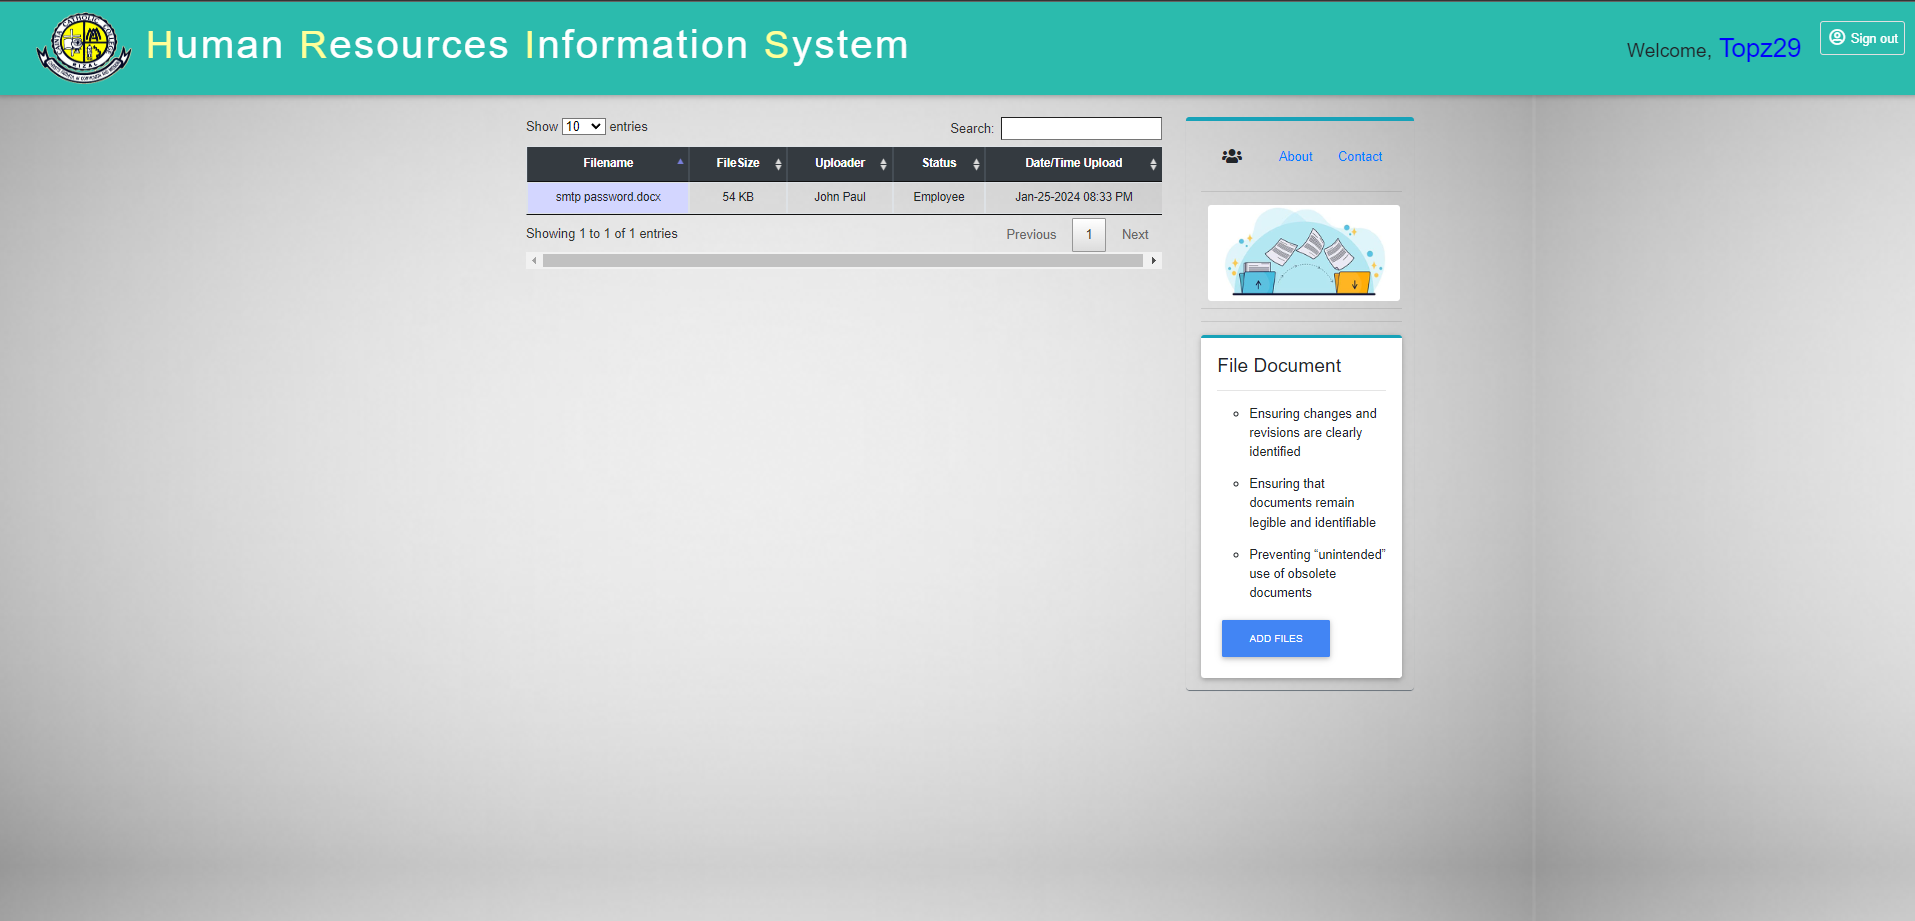 Human Resources Information System
Welcome, Topz29
Sign out
Show 10 entries
Search:
Filename FileSize Uploader Status Date/Time Upload
smtp password.docx 54 KB John Paul Employee Jan-25-2024 08:33 PM
Showing 1 to 1 of 1 entries
Previous 1 Next
About Contact
File Document
Ensuring changes and
revisions are clearly
identified
Ensuring that
documents remain
legible and identifiable
Preventing “unintended”
use of obsolete
documents
ADD FILES